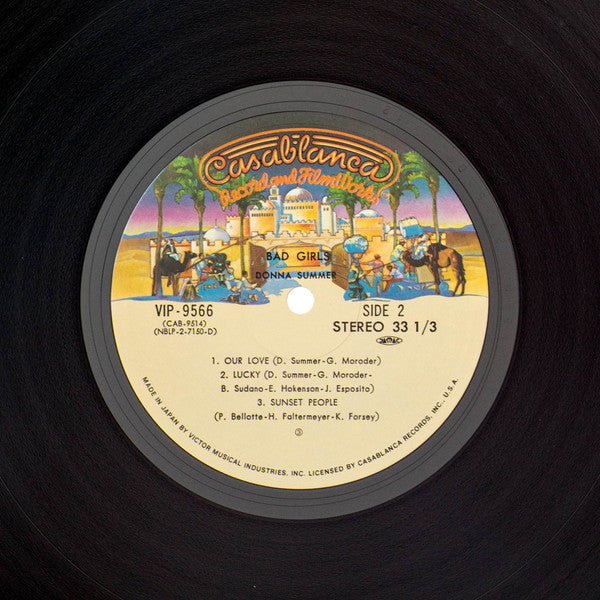 Casablanca
Record and FilmWorks
BAD GIRLS
DONNA SUMMER
VIP-9566
(CAB-9514)
(NBLP-2-7150-D)
SIDE 2
STEREO 33 1/3
1. OUR LOVE (D. Summer-G. Moroder)
2. LUCKY (D. Summer-G. Moroder-
B. Sudano-E. Hokenson-J. Esposito)
3. SUNSET PEOPLE
(P. Bellotte-H. Faltermeyer-K. Forsey)
③
MADE IN JAPAN BY VICTOR MUSICAL INDUSTRIES, INC. LICENSED BY CASABLANCA RECORDS, INC., U.S.A.